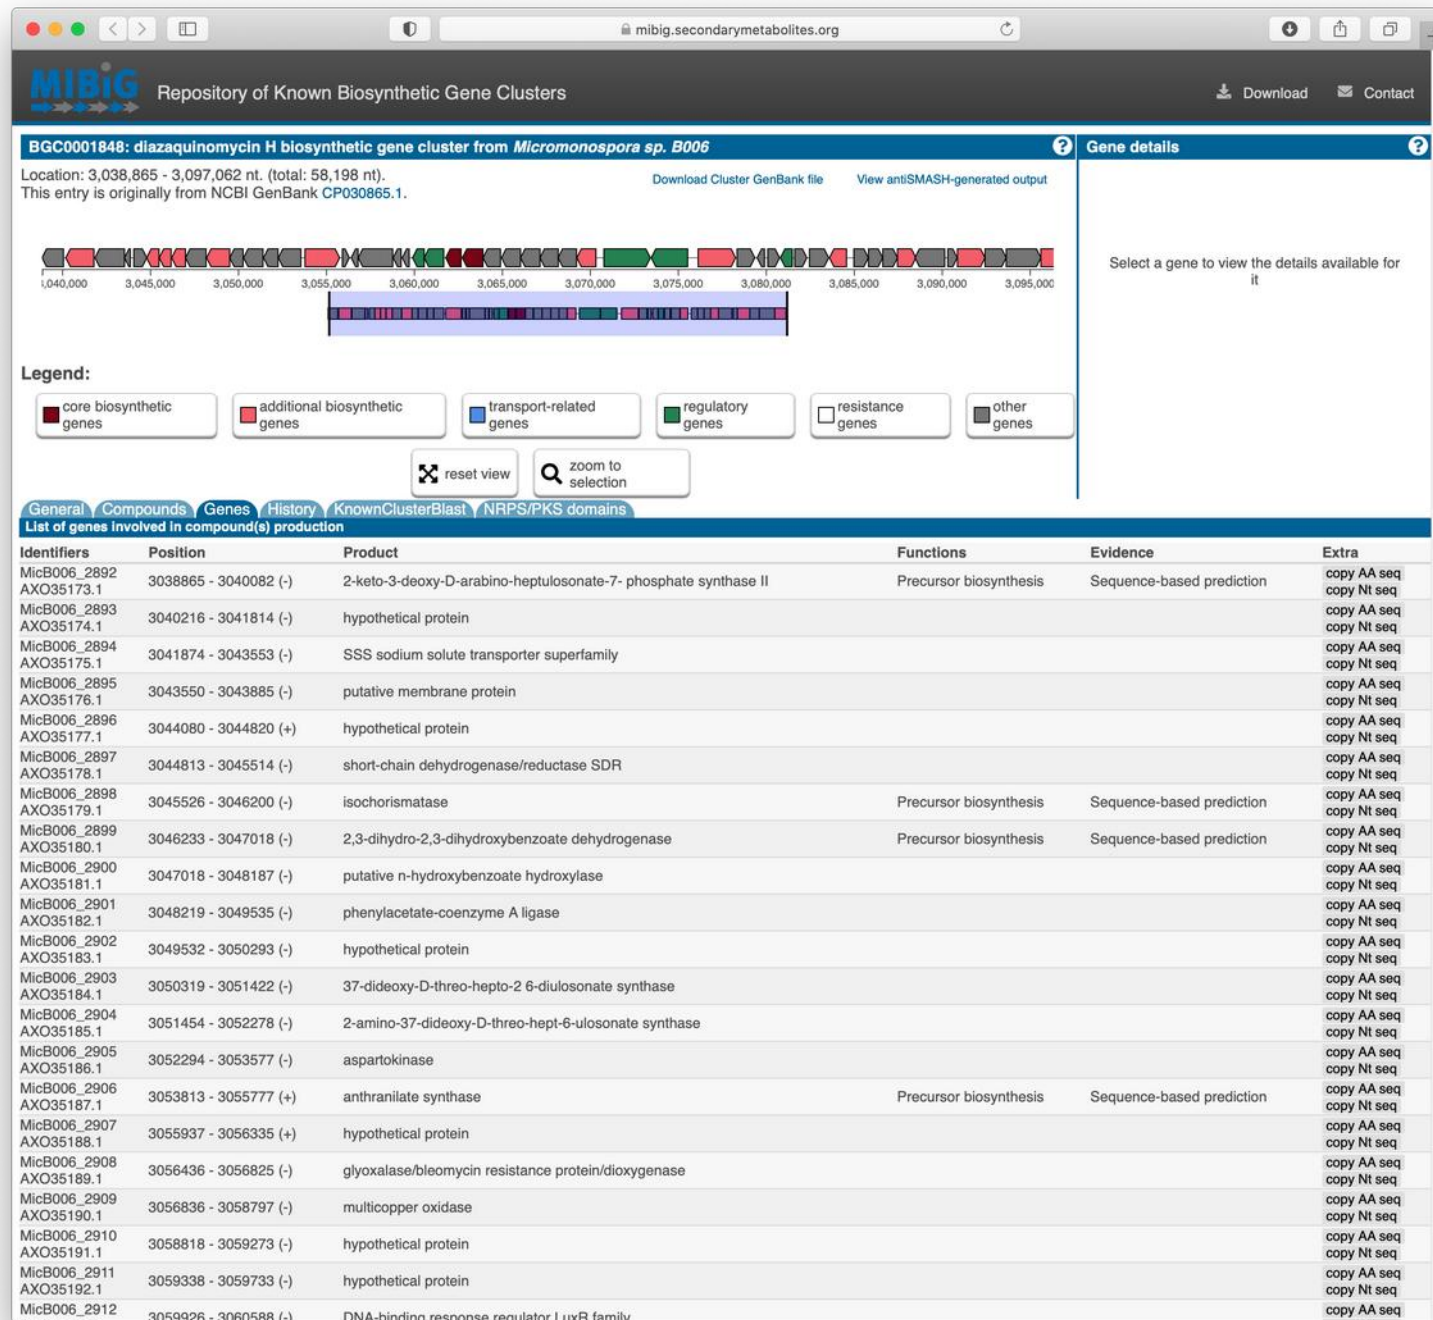 mibig.secondarymetabolites.org
MIBiG
Repository of Known Biosynthetic Gene Clusters
Download Contact
BGC0001848: diazaquinomycin H biosynthetic gene cluster from Micromonospora sp. B006 ?
Gene details ?
Location: 3,038,865 - 3,097,062 nt. (total: 58,198 nt).
This entry is originally from NCBI GenBank CP030865.1.
Download Cluster GenBank file View antiSMASH-generated output
Select a gene to view the details available for
it
3,045,000 3,050,000 3,055,000 3,060,000 3,065,000 3,070,000 3,075,000 3,080,000 3,085,000 3,090,000 3,095,000
Legend:
core biosynthetic
genes
additional biosynthetic
genes
transport-related
genes
regulatory
genes
resistance
genes
other
genes
reset view
zoom to
selection
General Compounds Genes History KnownClusterBlast NRPS/PKS domains
List of genes involved in compound(s) production
Identifiers Position Product Functions Evidence Extra
MicB006_2892 copy AA seq
3038865 - 3040082 (-) 2-keto-3-deoxy-D-arabino-heptulosonate-7- phosphate synthase II Precursor biosynthesis Sequence-based prediction
AXO35173.1 copy Nt seq
MicB006_2893 copy AA seq
3040216 - 3041814 (-) hypothetical protein
AXO35174.1 copy Nt seq
MicB006_2894 copy AA seq
3041874 - 3043553 (-) SSS sodium solute transporter superfamily
AXO35175.1 copy Nt seq
MicB006_2895 copy AA seq
3043550 - 3043885 (-) putative membrane protein
AXO35176.1 copy Nt seq
MicB006_2896 copy AA seq
3044080 - 3044820 (+) hypothetical protein
AXO35177.1 copy Nt seq
MicB006_2897 copy AA seq
3044813 - 3045514 (-) short-chain dehydrogenase/reductase SDR
AXO35178.1 copy Nt seq
MicB006_2898 copy AA seq
3045526 - 3046200 (-) isochorismatase Precursor biosynthesis Sequence-based prediction
AXO35179.1 copy Nt seq
MicB006_2899 copy AA seq
3046233 - 3047018 (-) 2,3-dihydro-2,3-dihydroxybenzoate dehydrogenase Precursor biosynthesis Sequence-based prediction
AXO35180.1 copy Nt seq
MicB006_2900 copy AA seq
3047018 - 3048187 (-) putative n-hydroxybenzoate hydroxylase
AXO35181.1 copy Nt seq
MicB006_2901 copy AA seq
3048219 - 3049535 (-) phenylacetate-coenzyme A ligase
AXO35182.1 copy Nt seq
MicB006_2902 copy AA seq
3049532 - 3050293 (-) hypothetical protein
AXO35183.1 copy Nt seq
MicB006_2903 copy AA seq
3050319 - 3051422 (-) 37-dideoxy-D-threo-hepto-2 6-diulosonate synthase
AXO35184.1 copy Nt seq
MicB006_2904 copy AA seq
3051454 - 3052278 (-) 2-amino-37-dideoxy-D-threo-hept-6-ulosonate synthase
AXO35185.1 copy Nt seq
MicB006_2905 copy AA seq
3052294 - 3053577 (-) aspartokinase
AXO35186.1 copy Nt seq
MicB006_2906 copy AA seq
3053813 - 3055777 (+) anthranilate synthase Precursor biosynthesis Sequence-based prediction
AXO35187.1 copy Nt seq
MicB006_2907 copy AA seq
3055937 - 3056335 (+) hypothetical protein
AXO35188.1 copy Nt seq
MicB006_2908 copy AA seq
3056436 - 3056825 (-) glyoxalase/bleomycin resistance protein/dioxygenase
AXO35189.1 copy Nt seq
MicB006_2909 copy AA seq
3056836 - 3058797 (-) multicopper oxidase
AXO35190.1 copy Nt seq
MicB006_2910 copy AA seq
3058818 - 3059273 (-) hypothetical protein
AXO35191.1 copy Nt seq
MicB006_2911 copy AA seq
3059338 - 3059733 (-) hypothetical protein
AXO35192.1 copy Nt seq
MicB006_2912 copy AA seq
3059926 - 3060588 (-) DNA-binding response regulator LuxR family